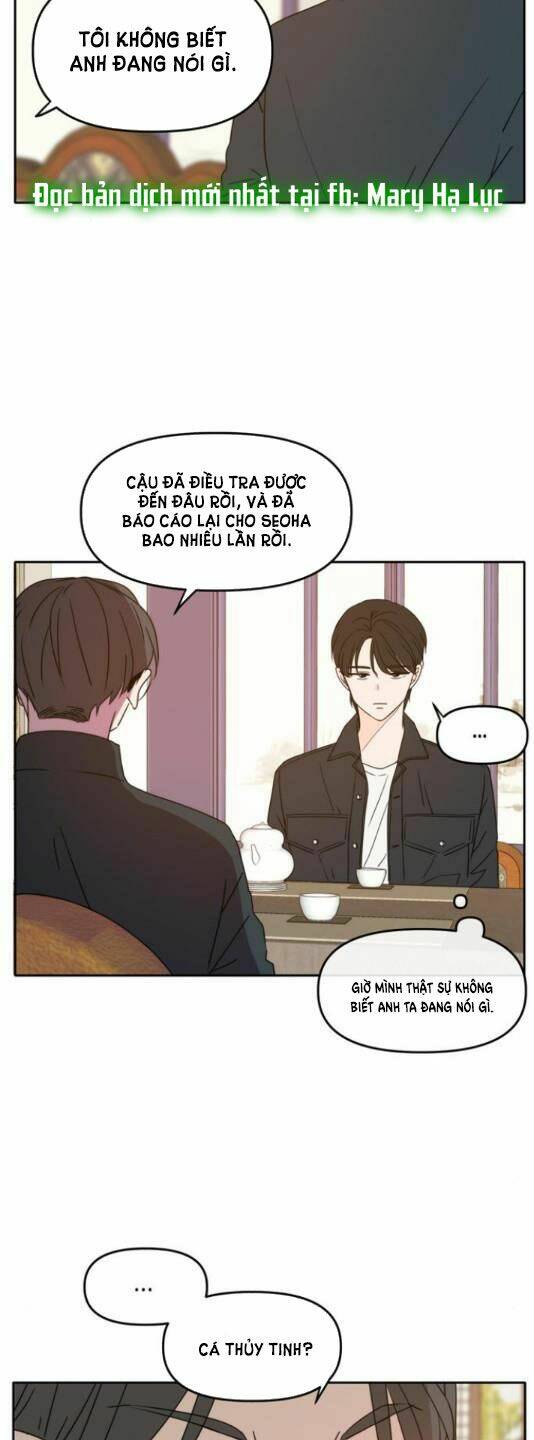 TÔI KHÔNG BIẾT
ANH ĐANG NÓI GÌ.
Đọc bản dịch mới nhất tại fb: Mary Hạ Lục
CẬU ĐÃ ĐIỀU TRA ĐƯỢC
ĐẾN ĐÂU RỒI, VÀ ĐÃ
BÁO CÁO LẠI CHO SEOHA
BAO NHIÊU LẦN RỒI.
...
GIỜ MÌNH THẬT SỰ KHÔNG
BIẾT ANH TA ĐANG NÓI GÌ.
...
CÁ THỦY TINH?